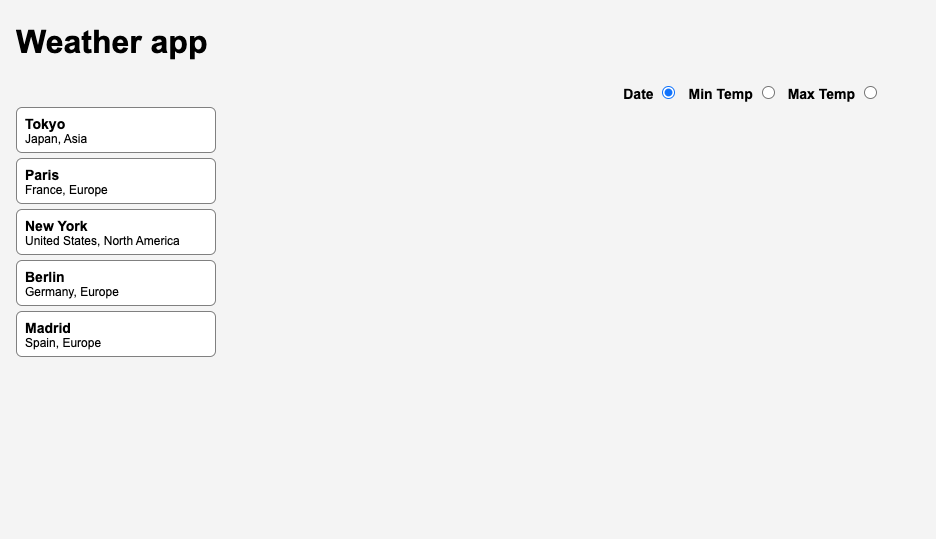 Weather app
Date Min Temp Max Temp
Tokyo
Japan, Asia
Paris
France, Europe
New York
United States, North America
Berlin
Germany, Europe
Madrid
Spain, Europe